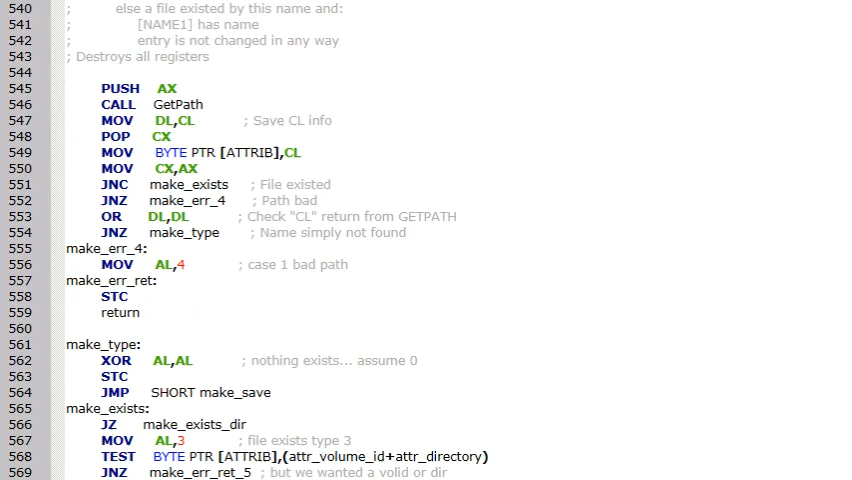 540 ; else a file existed by this name and:
541 ; [NAME1] has name
542 ; entry is not changed in any way
543 ; Destroys all registers
544
545 PUSH AX
546 CALL GetPath
547 MOV DL,CL ; Save CL info
548 POP CX
549 MOV BYTE PTR [ATTRIB],CL
550 MOV CX,AX
551 JNC make_exists ; File existed
552 JNZ make_err_4 ; Path bad
553 OR DL,DL ; Check "CL" return from GETPATH
554 JNZ make_type ; Name simply not found
555 make_err_4:
556 MOV AL,4 ; case 1 bad path
557 make_err_ret:
558 STC
559 return
560
561 make_type:
562 XOR AL,AL ; nothing exists... assume 0
563 STC
564 JMP SHORT make_save
565 make_exists:
566 JZ make_exists_dir
567 MOV AL,3 ; file exists type 3
568 TEST BYTE PTR [ATTRIB],(attr_volume_id+attr_directory)
569 JNZ make_err_ret_5 ; but we wanted a volid or dir